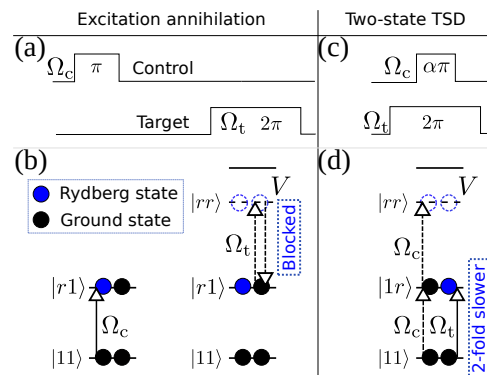 Excitation annihilation
Two-state TSD
(a)
Ωc π Control
Target Ωt 2π
(c)
Ωc απ
Ωt 2π
(b)
Rydberg state
Ground state
V
|rr⟩
Ωt
Blocked
|r1⟩
|r1⟩
Ωc
|11⟩
|11⟩
(d)
V
|rr⟩
Ωc
|1r⟩
Ωc
Ωt
|11⟩
2-fold slower